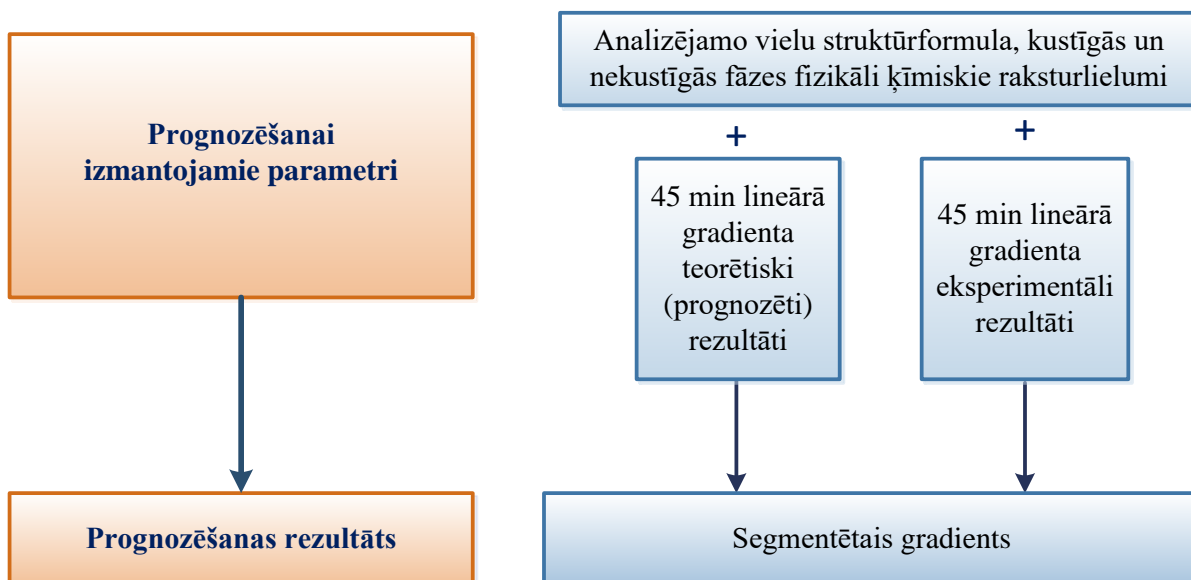 Prognozēšanai
izmantojamie parametri
Analizējamo vielu struktūrformula, kustīgās un
nekustīgās fāzes fizikāli ķīmiskie raksturlielumi
+
+
45 min lineārā
gradienta
teorētiski
(prognozēti)
rezultāti
45 min lineārā
gradienta
eksperimentāli
rezultāti
Prognozēšanas rezultāts
Segmentētais gradients